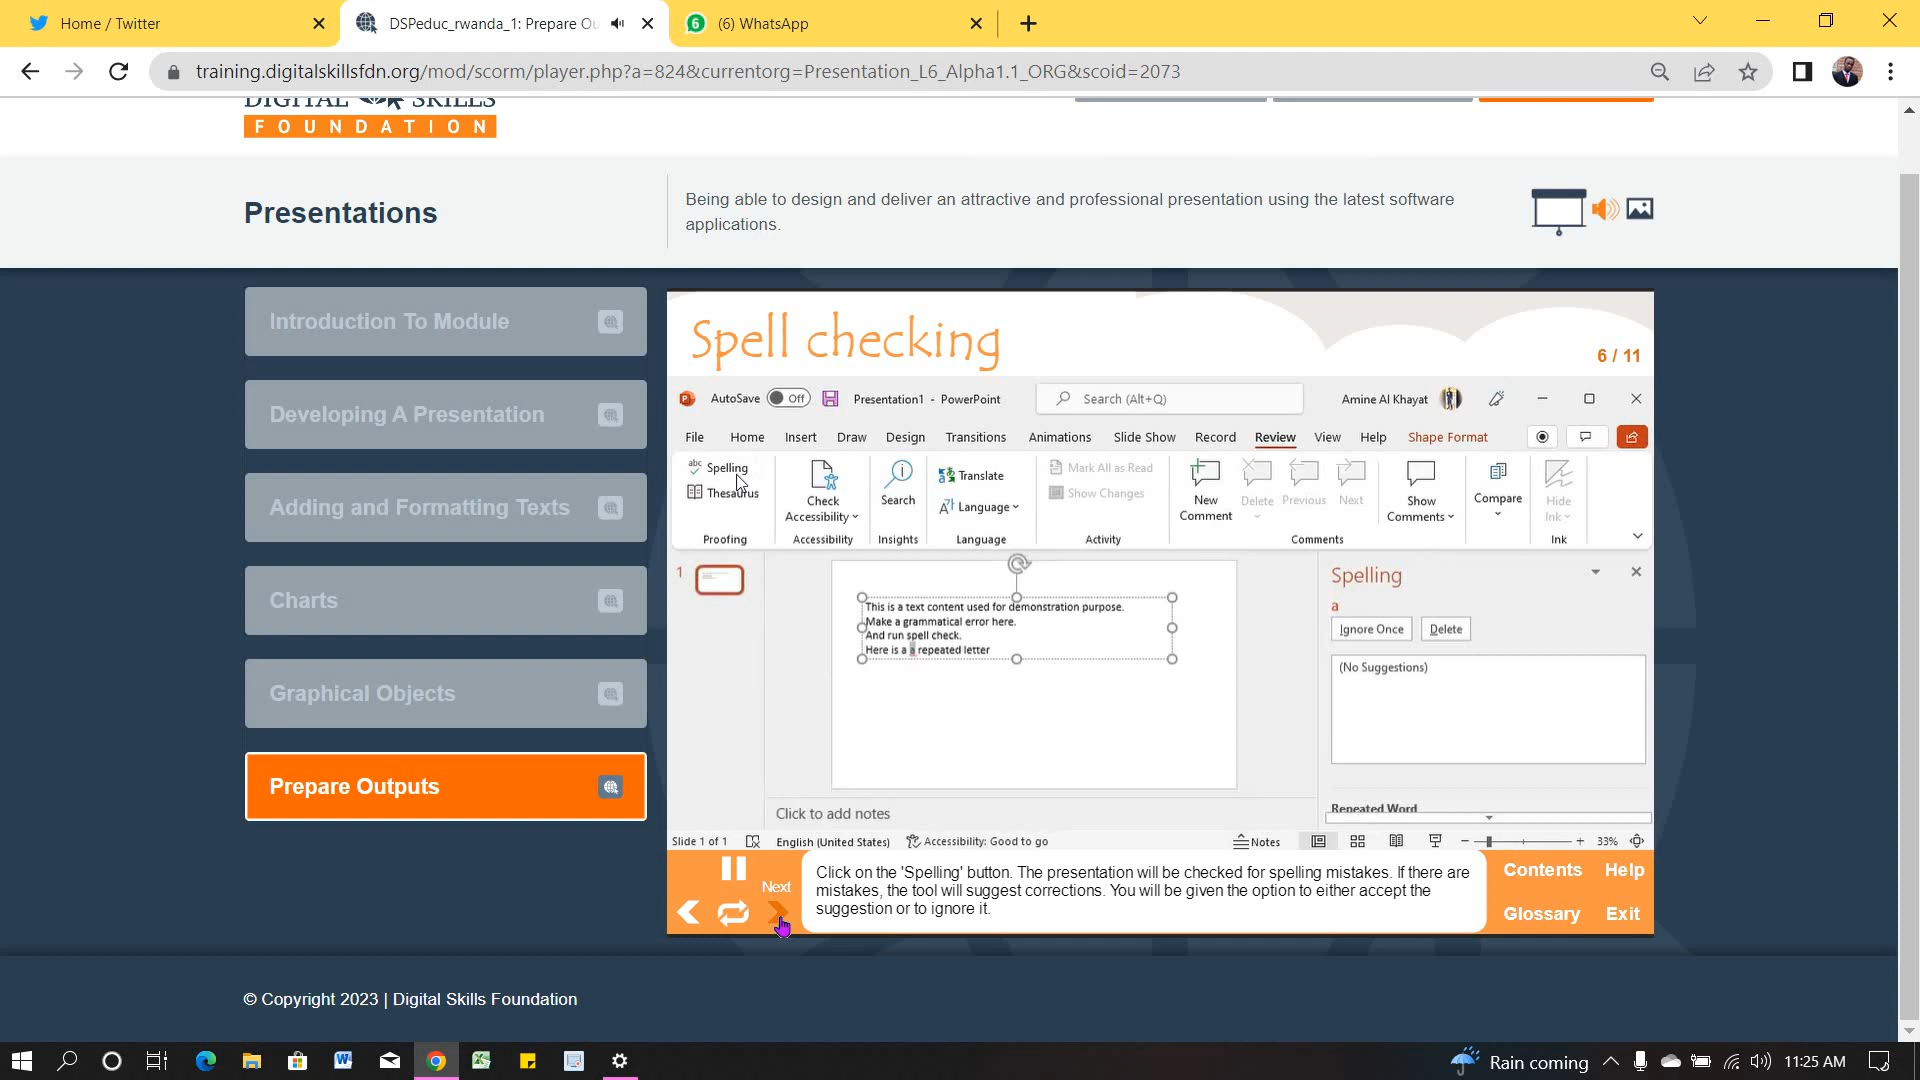 Home / Twitter
DSPeduc_rwanda_1: Prepare Ou
(6) WhatsApp
training.digitalskillsfdn.org/mod/scorm/player.php?a=824&currentorg=Presentation_L6_Alpha1.1_ORG&scoid=2073
DIGITAL SKILLS
FOUNDATION
Presentations
Being able to design and deliver an attractive and professional presentation using the latest software
applications.
Introduction To Module
Developing A Presentation
Adding and Formatting Texts
Charts
Graphical Objects
Prepare Outputs
Spell checking
6 / 11
AutoSave Off Presentation1 - PowerPoint Search (Alt+Q) Amine Al Khayat
File Home Insert Draw Design Transitions Animations Slide Show Record Review View Help Shape Format
abc Spelling
Thesaurus
Proofing
Check
Accessibility
Accessibility
Search
Insights
Translate
Language
Language
Mark All as Read
Show Changes
Activity
New
Comment
Delete
Previous
Next
Show
Comments
Comments
Compare
Hide
Ink
Ink
1
This is a text content used for demonstration purpose.
Make a grammatical error here.
And run spell check.
Here is a a repeated letter
Spelling
a
Ignore Once
Delete
(No Suggestions)
Repeated Word
Click to add notes
Slide 1 of 1 English (United States) Accessibility: Good to go Notes 33%
Next
Click on the 'Spelling' button. The presentation will be checked for spelling mistakes. If there are
mistakes, the tool will suggest corrections. You will be given the option to either accept the
suggestion or to ignore it.
Contents Help
Glossary Exit
© Copyright 2023 | Digital Skills Foundation
Rain coming
11:25 AM